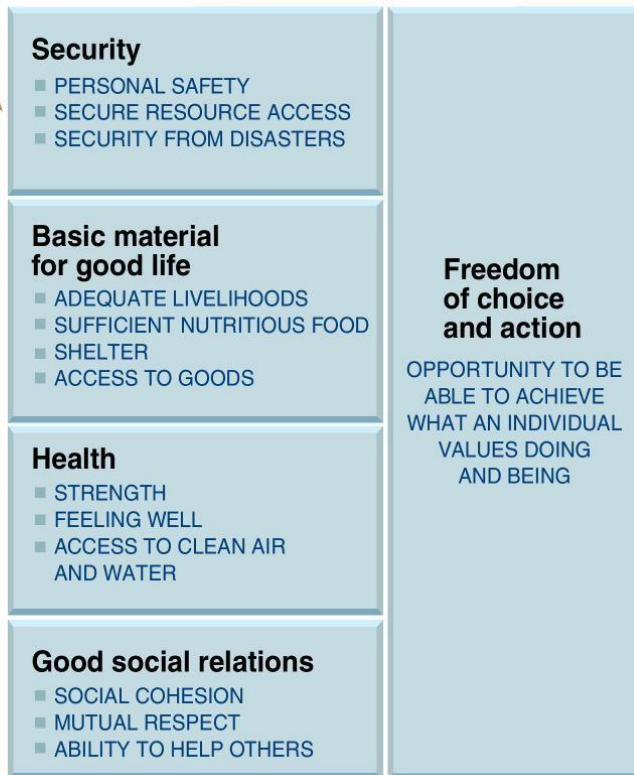 Security
PERSONAL SAFETY
SECURE RESOURCE ACCESS
SECURITY FROM DISASTERS
Basic material
for good life
ADEQUATE LIVELIHOODS
SUFFICIENT NUTRITIOUS FOOD
SHELTER
ACCESS TO GOODS
Health
STRENGTH
FEELING WELL
ACCESS TO CLEAN AIR
AND WATER
Good social relations
SOCIAL COHESION
MUTUAL RESPECT
ABILITY TO HELP OTHERS
Freedom
of choice
and action
OPPORTUNITY TO BE
ABLE TO ACHIEVE
WHAT AN INDIVIDUAL
VALUES DOING
AND BEING